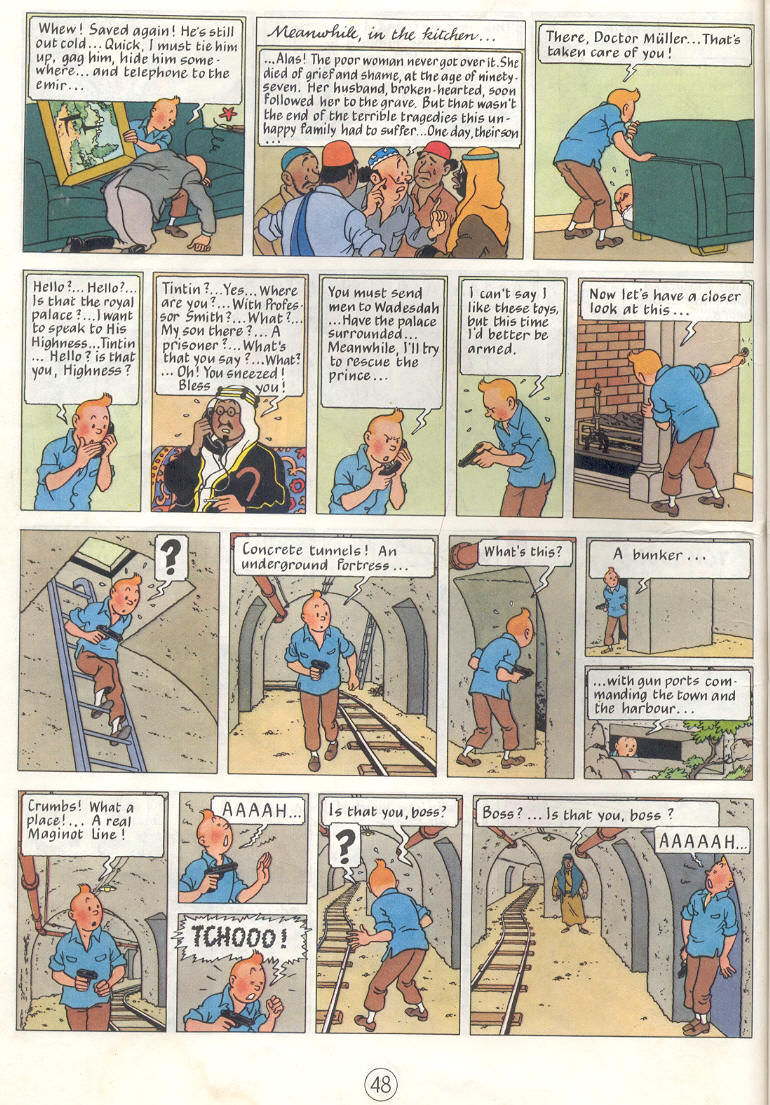 Whew! Saved again! He's still
out cold... Quick, I must tie him
up, gag him, hide him some-
where... and telephone to the
emir...
Meanwhile, in the kitchen...
...Alas! The poor woman never got over it. She
died of grief and shame, at the age of ninety-
seven. Her husband, broken-hearted, soon
followed her to the grave. But that wasn't
the end of the terrible tragedies this un-
happy family had to suffer... One day, their son
...
There, Doctor Müller... That's
taken care of you!
Hello?... Hello?...
Is that the royal
palace?... I want
to speak to His
Highness... Tintin
... Hello? is that
you, Highness?
Tintin?... Yes... Where
are you?... With Profes-
sor Smith?... What?...
My son there?... A
prisoner?... What's
that you say?... What?
... Oh! You sneezed!
Bless you!
You must send
men to Wadesdah
... Have the palace
surrounded...
Meanwhile, I'll try
to rescue the
prince...
I can't say I
like these toys,
but this time
I'd better be
armed.
Now let's have a closer
look at this...
?
Concrete tunnels! An
underground fortress...
What's this?
A bunker...
...with gun ports com-
manding the town and
the harbour...
Crumbs! What a
place!... A real
Maginot Line!
AAAAH...
TCHOOO!
Is that you, boss?
?
Boss?... Is that you, boss?
AAAAAH...
48